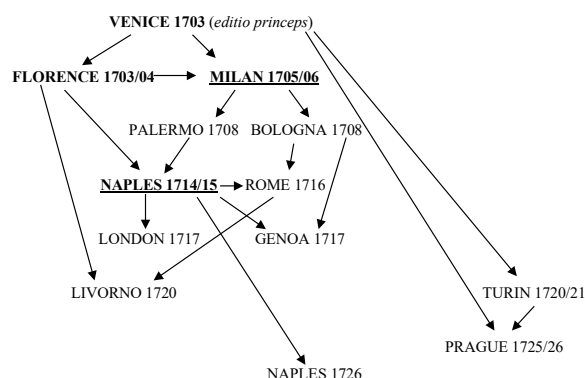 VENICE 1703 (editio princeps)
FLORENCE 1703/04 MILAN 1705/06
PALERMO 1708 BOLOGNA 1708
NAPLES 1714/15 ROME 1716
LONDON 1717 GENOA 1717
LIVORNO 1720 TURIN 1720/21
PRAGUE 1725/26
NAPLES 1726